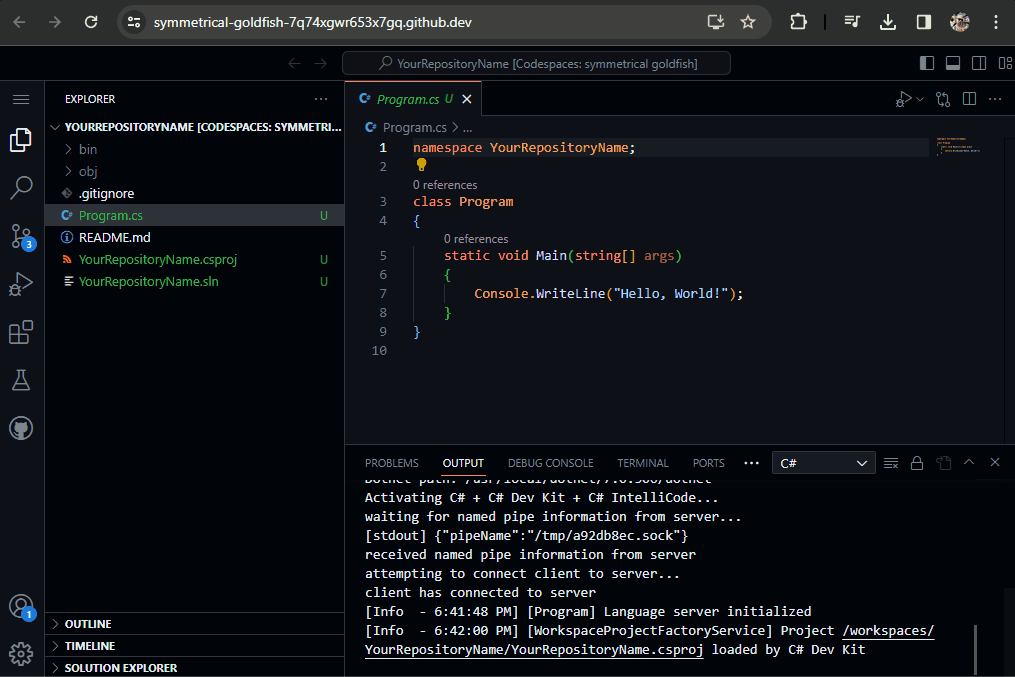 symmetrical-goldfish-7q74xgwr653x7gq.github.dev
YourRepositoryName [Codespaces: symmetrical goldfish]
EXPLORER
YOURREPOSITORYNAME [CODESPACES: SYMMETRI...
bin
obj
.gitignore
Program.cs U
README.md
YourRepositoryName.csproj U
YourRepositoryName.sln U
3
1
OUTLINE
TIMELINE
SOLUTION EXPLORER
C# Program.cs U
C# Program.cs > ...
1 namespace YourRepositoryName;
2
0 references
3 class Program
4 {
0 references
5 static void Main(string[] args)
6 {
7 Console.WriteLine("Hello, World!");
8 }
9 }
10
PROBLEMS OUTPUT DEBUG CONSOLE TERMINAL PORTS ... C#
Dotnet path: /usr/local/dotnet/7.0.306/dotnet
Activating C# + C# Dev Kit + C# IntelliCode...
waiting for named pipe information from server...
[stdout] {"pipeName":"/tmp/a92db8ec.sock"}
received named pipe information from server
attempting to connect client to server...
client has connected to server
[Info  - 6:41:48 PM] [Program] Language server initialized
[Info  - 6:42:00 PM] [WorkspaceProjectFactoryService] Project /workspaces/
YourRepositoryName/YourRepositoryName.csproj loaded by C# Dev Kit